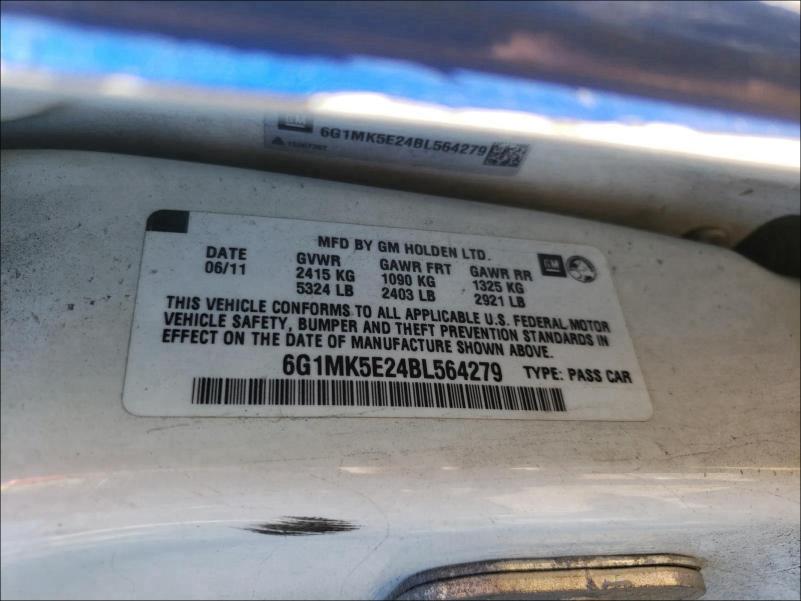 GM
6G1MK5E24BL564279
MFD BY GM HOLDEN LTD.
DATE GVWR GAWR FRT GAWR RR
06/11 2415 KG 1090 KG 1325 KG
5324 LB 2403 LB 2921 LB
GM
THIS VEHICLE CONFORMS TO ALL APPLICABLE U.S. FEDERAL MOTOR
VEHICLE SAFETY, BUMPER AND THEFT PREVENTION STANDARDS IN
EFFECT ON THE DATE OF MANUFACTURE SHOWN ABOVE.
6G1MK5E24BL564279 TYPE: PASS CAR